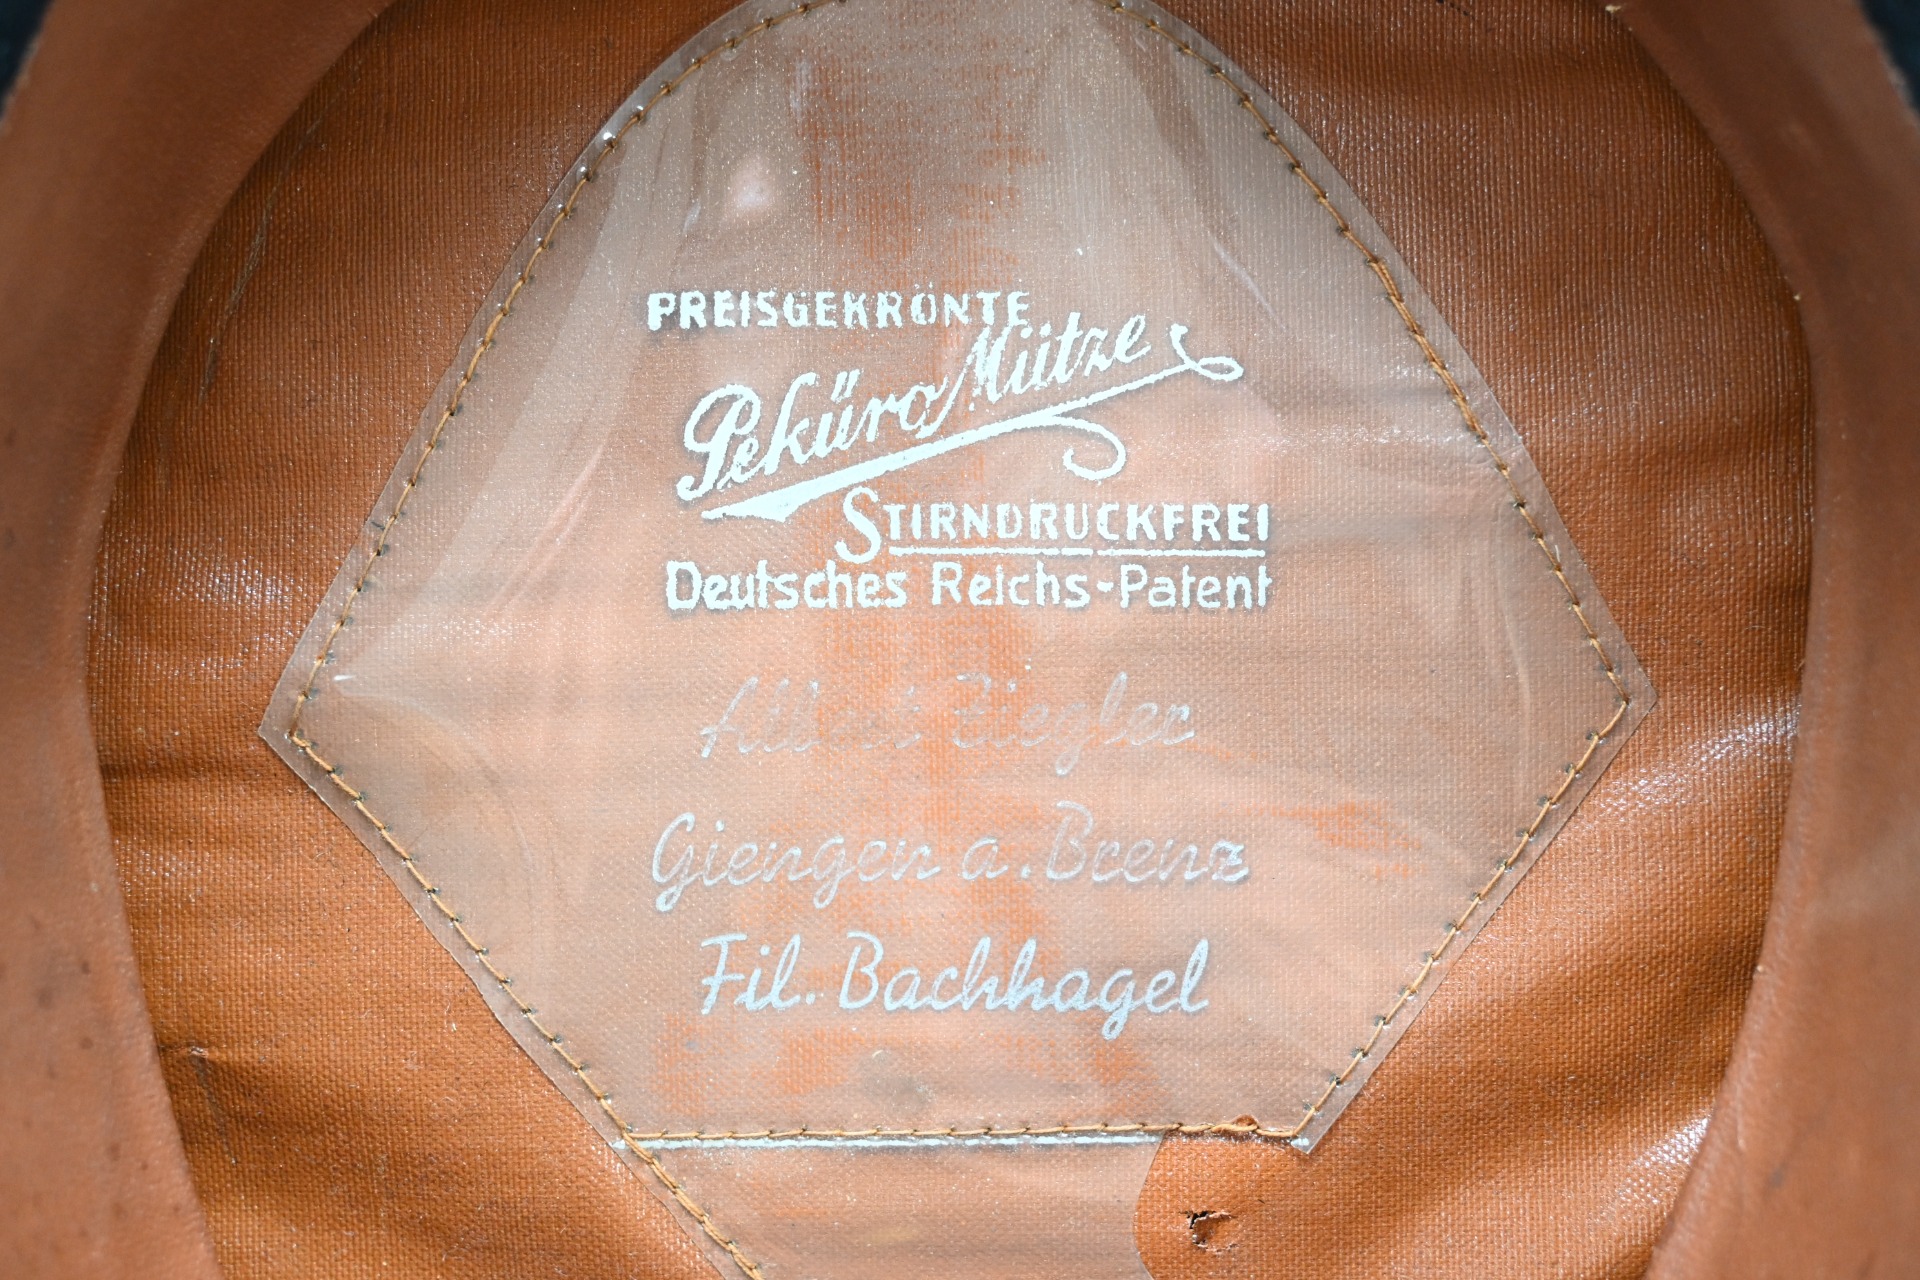 PREISGEKRÖNTE
Peküro Mütze
STIRNDRUCKFREI
Deutsches Reichs-Patent
Albert Ziegler
Giengen a. Brenz
Fil. Bachhagel